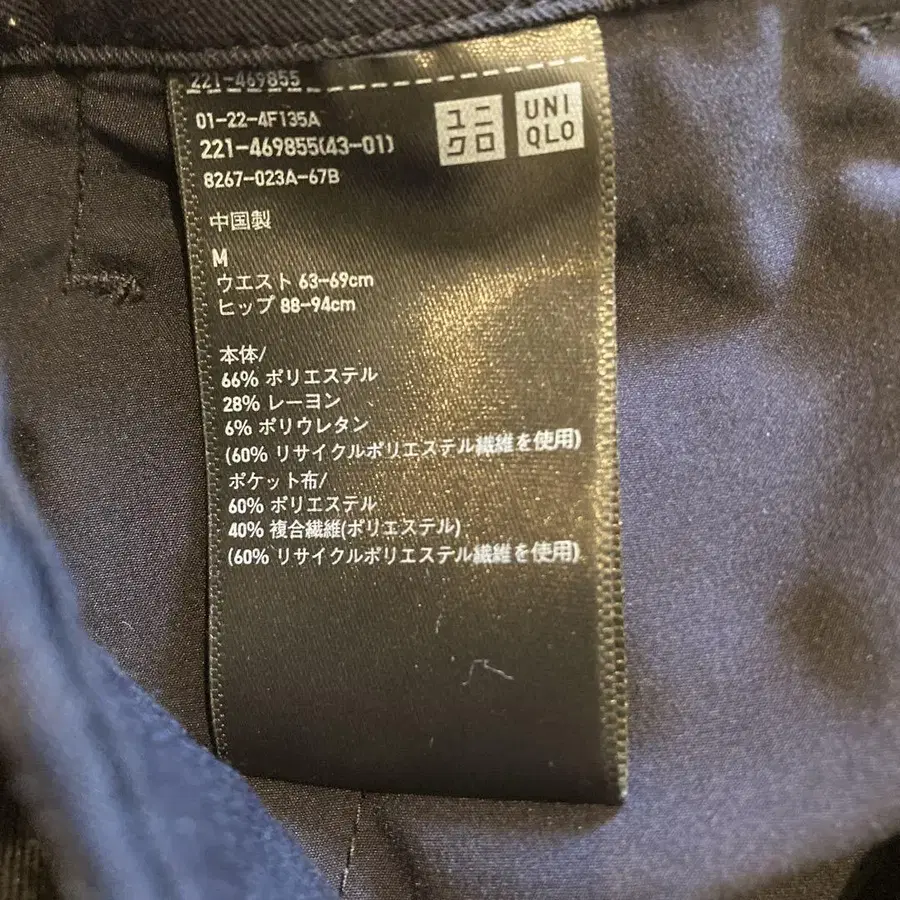 221-469855
01-22-4F135A
221-469855(43-01)
8267-023A-67B
ユニ
クロ
UNI
QLO
中国製
M
ウエスト 63-69cm
ヒップ 88-94cm
本体/
66% ポリエステル
28% レーヨン
6% ポリウレタン
(60% リサイクルポリエステル繊維を使用)
ポケット布/
60% ポリエステル
40% 複合繊維(ポリエステル)
(60% リサイクルポリエステル繊維を使用)